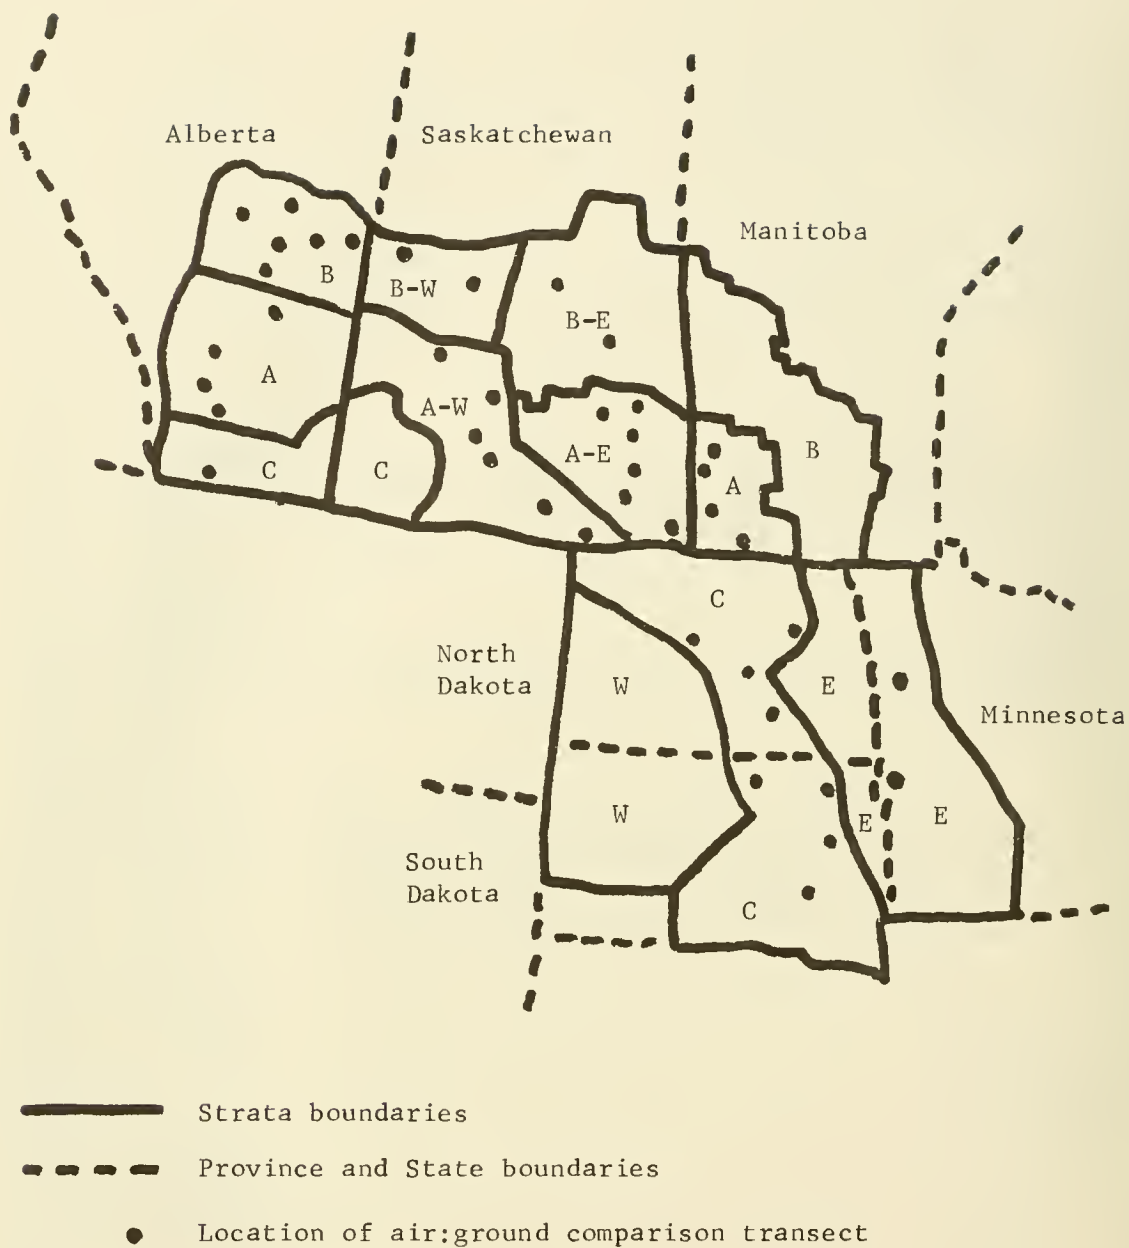 Alberta
Saskatchewan
Manitoba
B
B-W
B-E
A
A-W
B
A-E
A
C
C
C
North
Dakota
W
E
Minnesota
W
E
E
South
Dakota
C
Strata boundaries
Province and State boundaries
Location of air:ground comparison transect